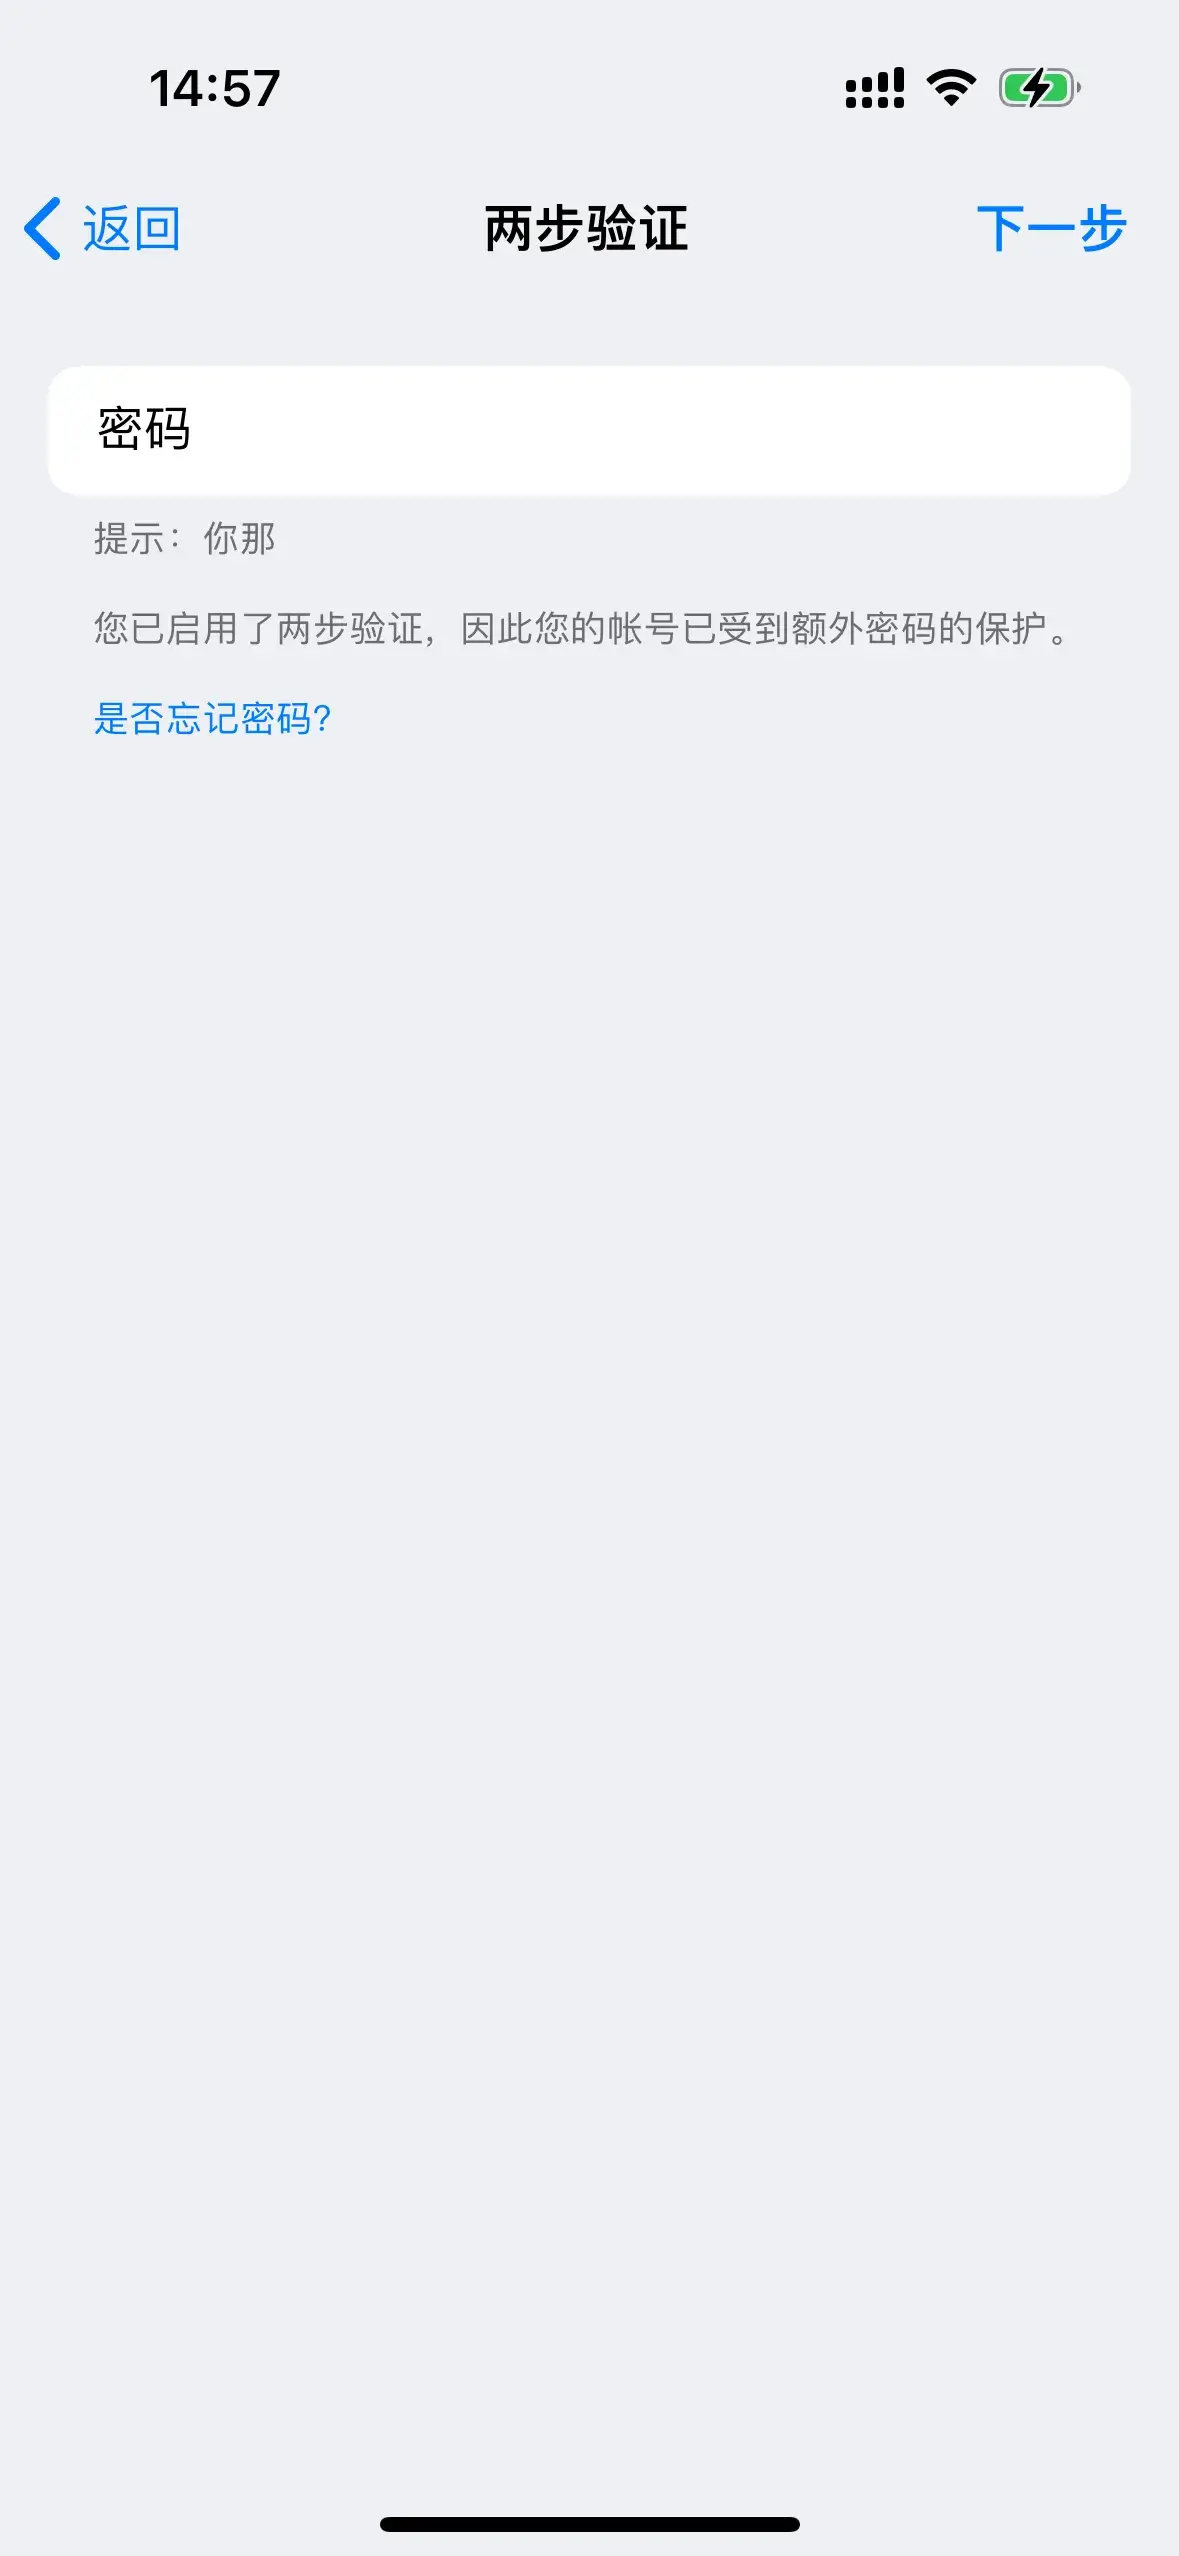 14:57
返回
两步验证
下一步
密码
提示：你那
您已启用了两步验证，因此您的帐号已受到额外密码的保护。
是否忘记密码?